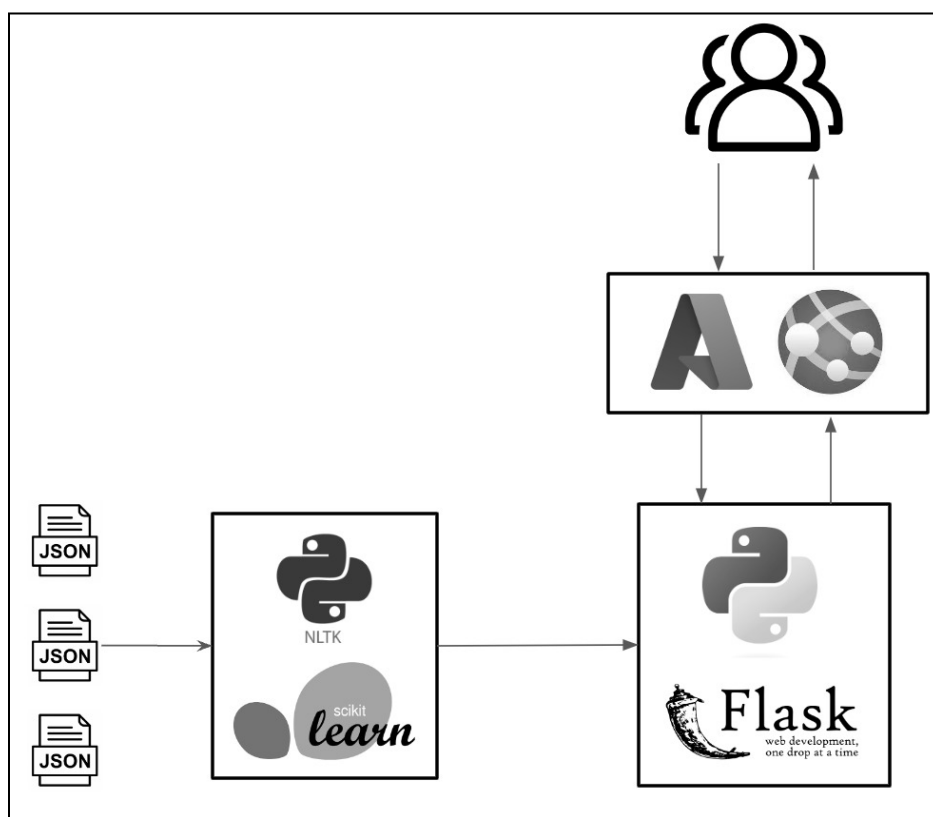 JSON
JSON
JSON
NLTK
scikit
learn
Flask
web development,
one drop at a time